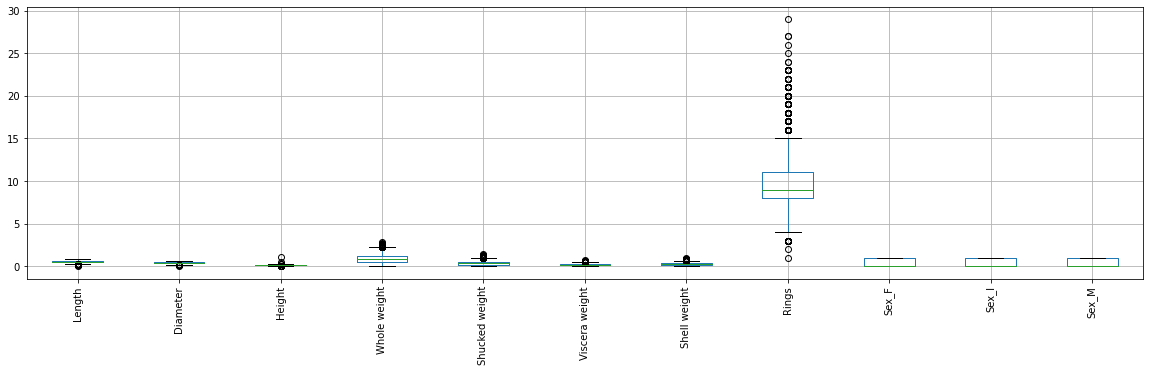 30
25
20
15
10
5
0
Length
Diameter
Height
Whole weight
Shucked weight
Viscera weight
Shell weight
Rings
Sex_F
Sex_I
Sex_M